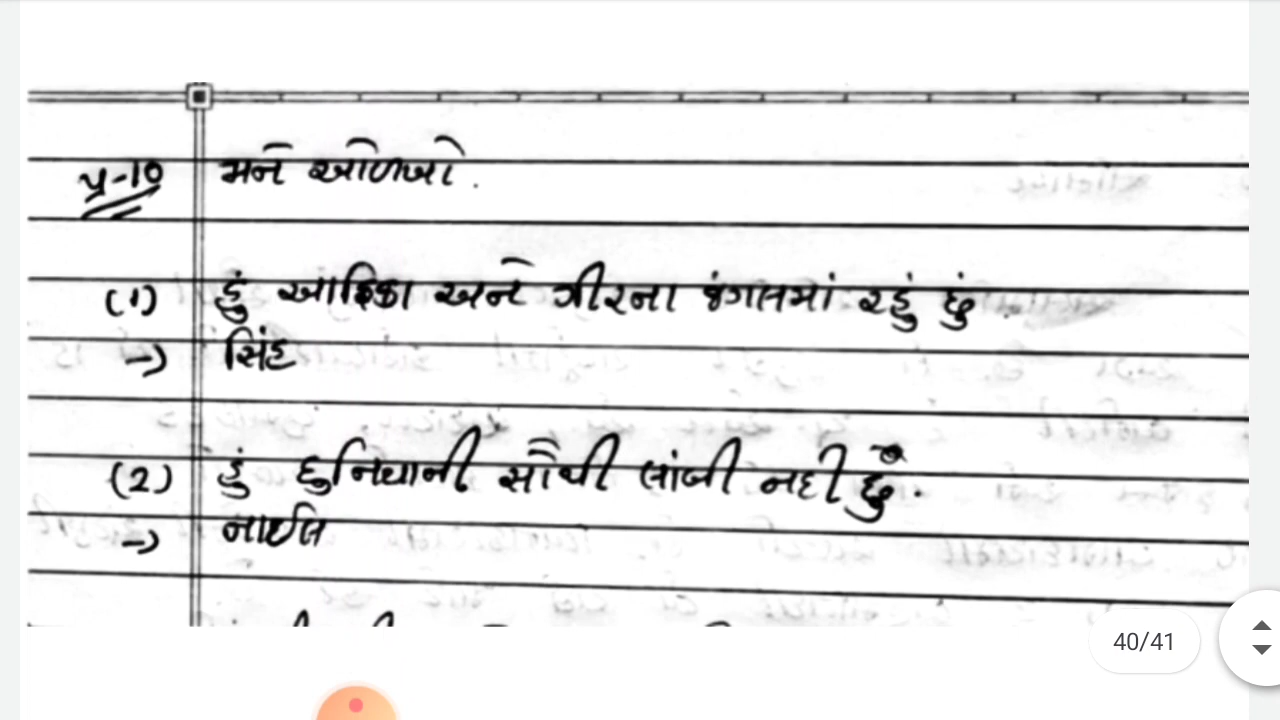 પ્ર-10 મને ઓળખો.
(1) હું આફ્રિકા અને ગીરના જંગલમાં રહું છું.
→ સિંહ
(2) હું દુનિયાની સૌથી લાંબી નદી છું.
→ નાઈલ
40/41